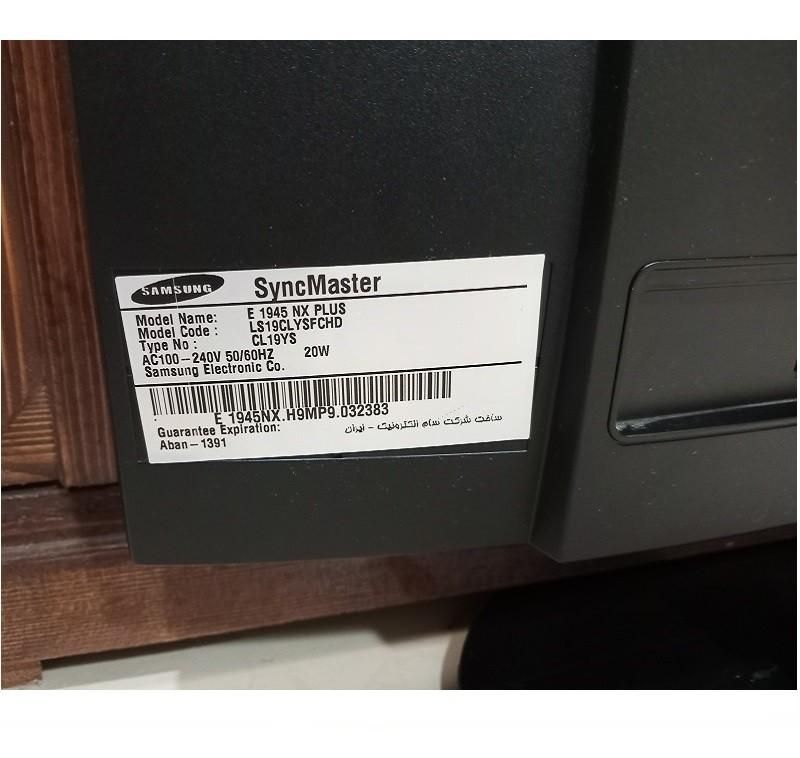 SAMSUNG SyncMaster
Model Name: E 1945 NX PLUS
Model Code : LS19CLYSFCHD
Type No : CL19YS
AC100-240V 50/60HZ 20W
Samsung Electronic Co.
E 1945NX.H9MP9.032383
Guarantee Expiration:
ساخت شرکت سام الکترونیک - ایران
Aban-1391